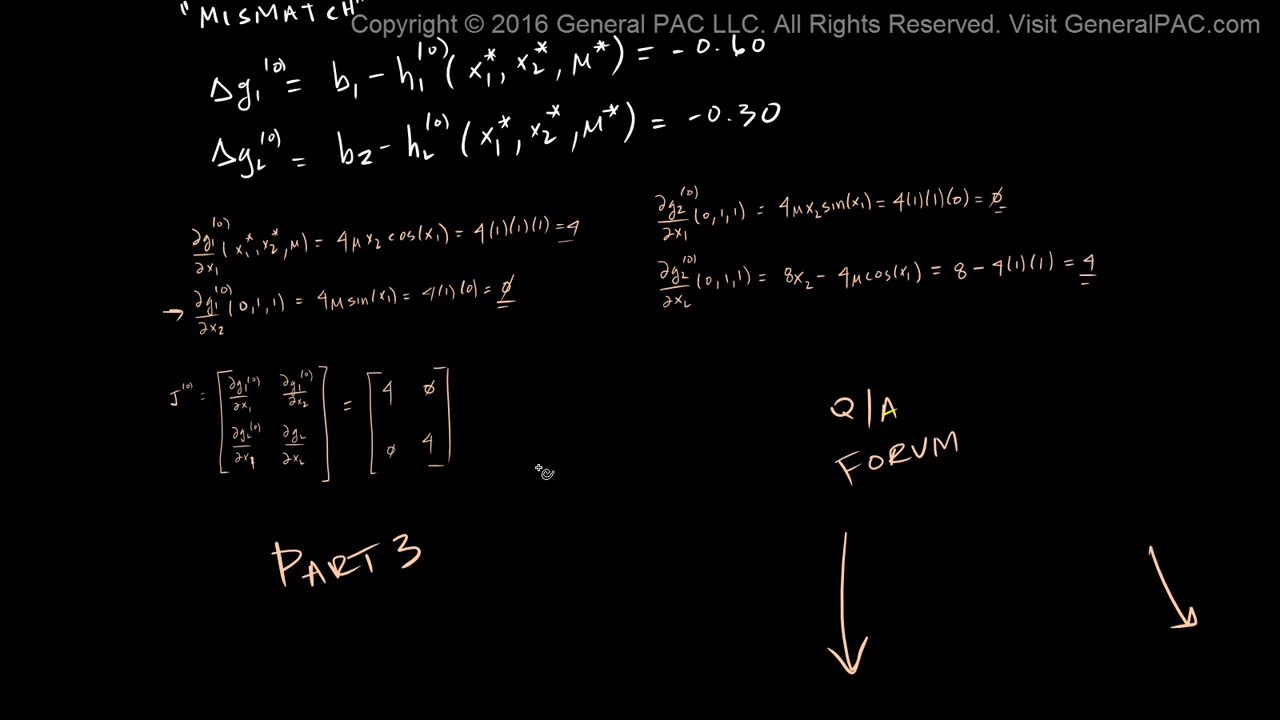 "MISMATCH"
Copyright © 2016 General PAC LLC. All Rights Reserved. Visit GeneralPAC.com
Δg₁⁽⁰⁾ = b₁ - h₁⁽⁰⁾(x₁*, x₂*, M*) = -0.60
Δg₂⁽⁰⁾ = b₂ - h₂⁽⁰⁾(x₁*, x₂*, M*) = -0.30
∂g₁⁽⁰⁾/∂x₁ (x₁*, x₂*, M) = 4μx₂cos(x₁) = 4(1)(1)(1) = 4
→ ∂g₁⁽⁰⁾/∂x₂ (0,1,1) = 4μsin(x₁) = 4(1)(0) = ∅
∂g₂⁽⁰⁾/∂x₁ (0,1,1) = 4μx₂sin(x₁) = 4(1)(1)(0) = ∅
∂g₂⁽⁰⁾/∂x₂ (0,1,1) = 8x₂ - 4μcos(x₁) = 8 - 4(1)(1) = 4
J⁽⁰⁾ = [∂g₁⁽⁰⁾/∂x₁ ∂g₁⁽⁰⁾/∂x₂ = [4 ∅
∂g₂⁽⁰⁾/∂x₁ ∂g₂/∂x₂] ∅ 4]
Q|A
FORUM
PART 3